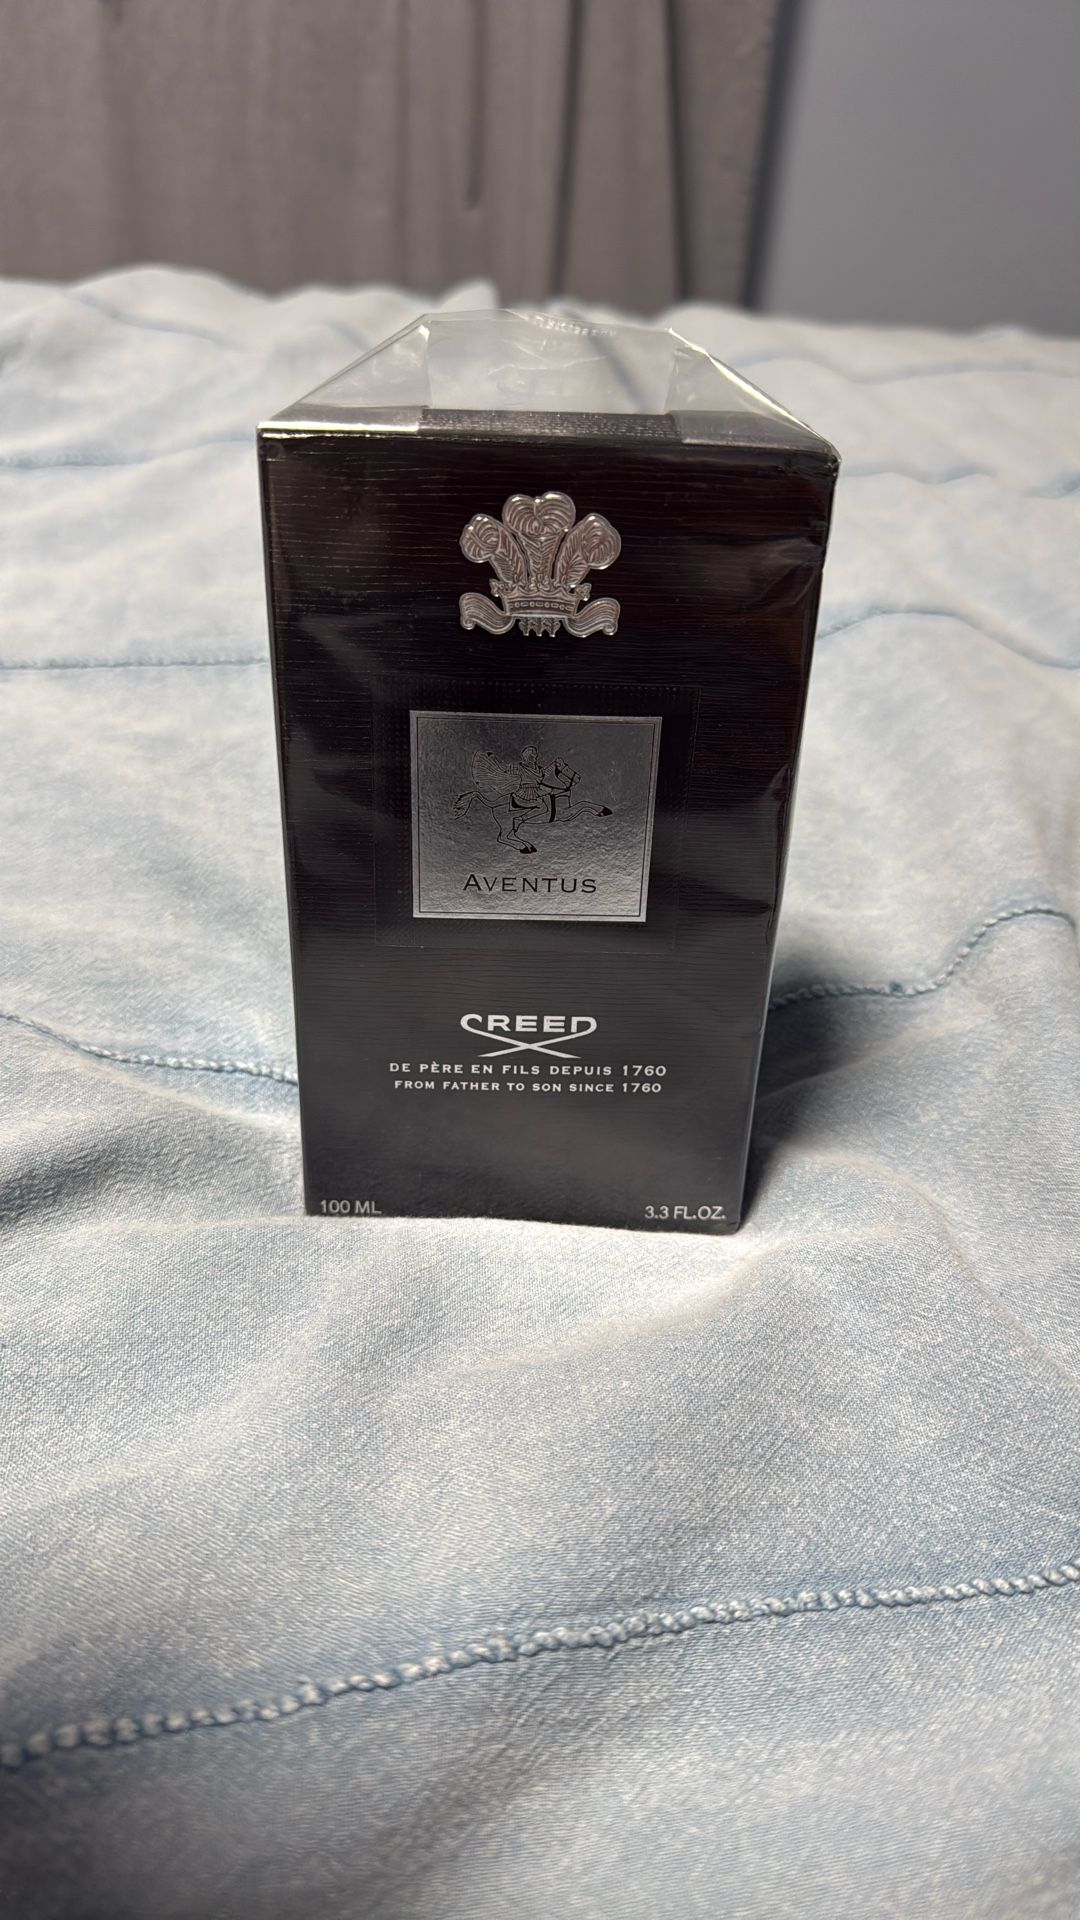 AVENTUS
CREED
DE PÈRE EN FILS DEPUIS 1760
FROM FATHER TO SON SINCE 1760
100 ML
3.3 FL.OZ.